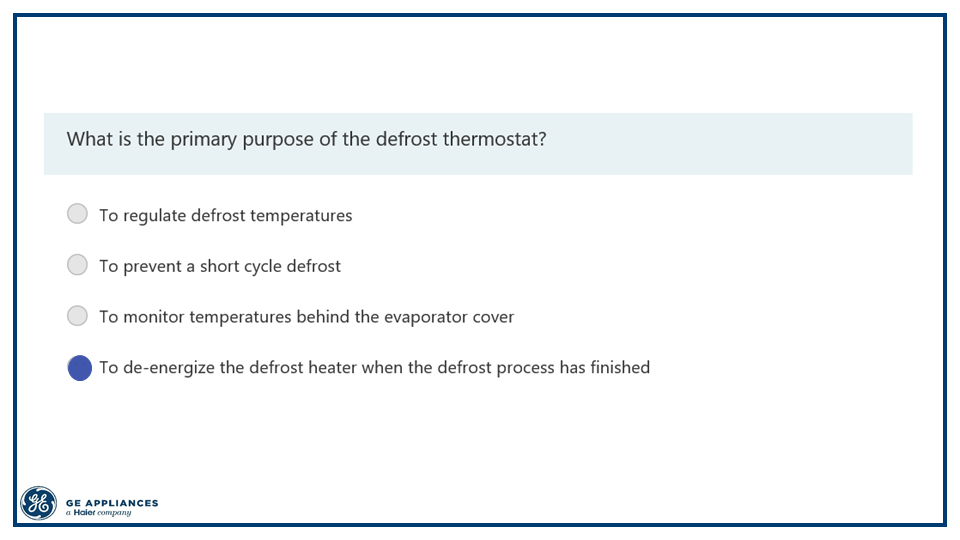 What is the primary purpose of the defrost thermostat?
To regulate defrost temperatures
To prevent a short cycle defrost
To monitor temperatures behind the evaporator cover
To de-energize the defrost heater when the defrost process has finished
GE APPLIANCES
a Haier company